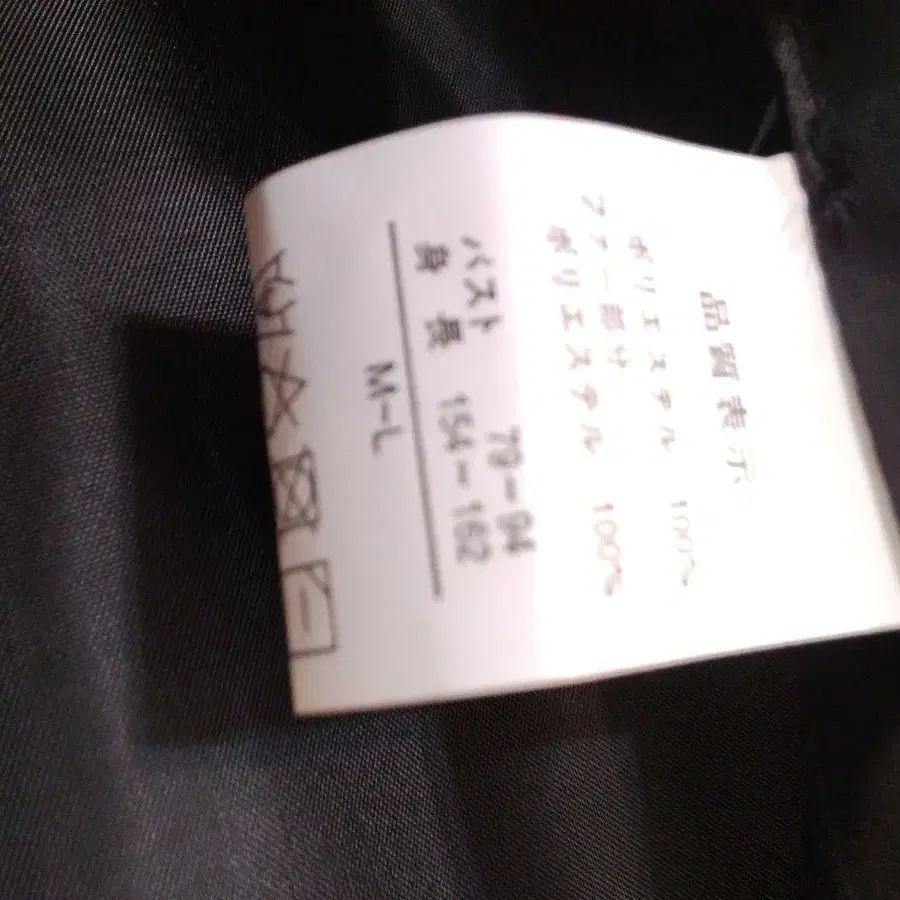 品質表示
ポリエステル 100%
ファー部分
ポリエステル 100%
バスト 79-94
身長 154-162
M-L